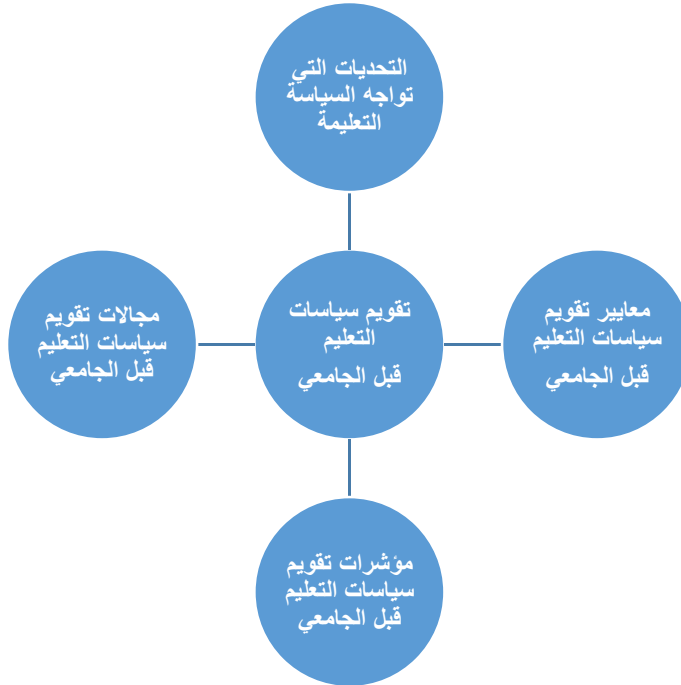 التحديات التي
تواجه السياسة
التعليمة
معايير تقويم
سياسات التعليم
قبل الجامعي
تقويم سياسات
التعليم
قبل الجامعي
مجالات تقويم
سياسات التعليم
قبل الجامعي
مؤشرات تقويم
سياسات التعليم
قبل الجامعي